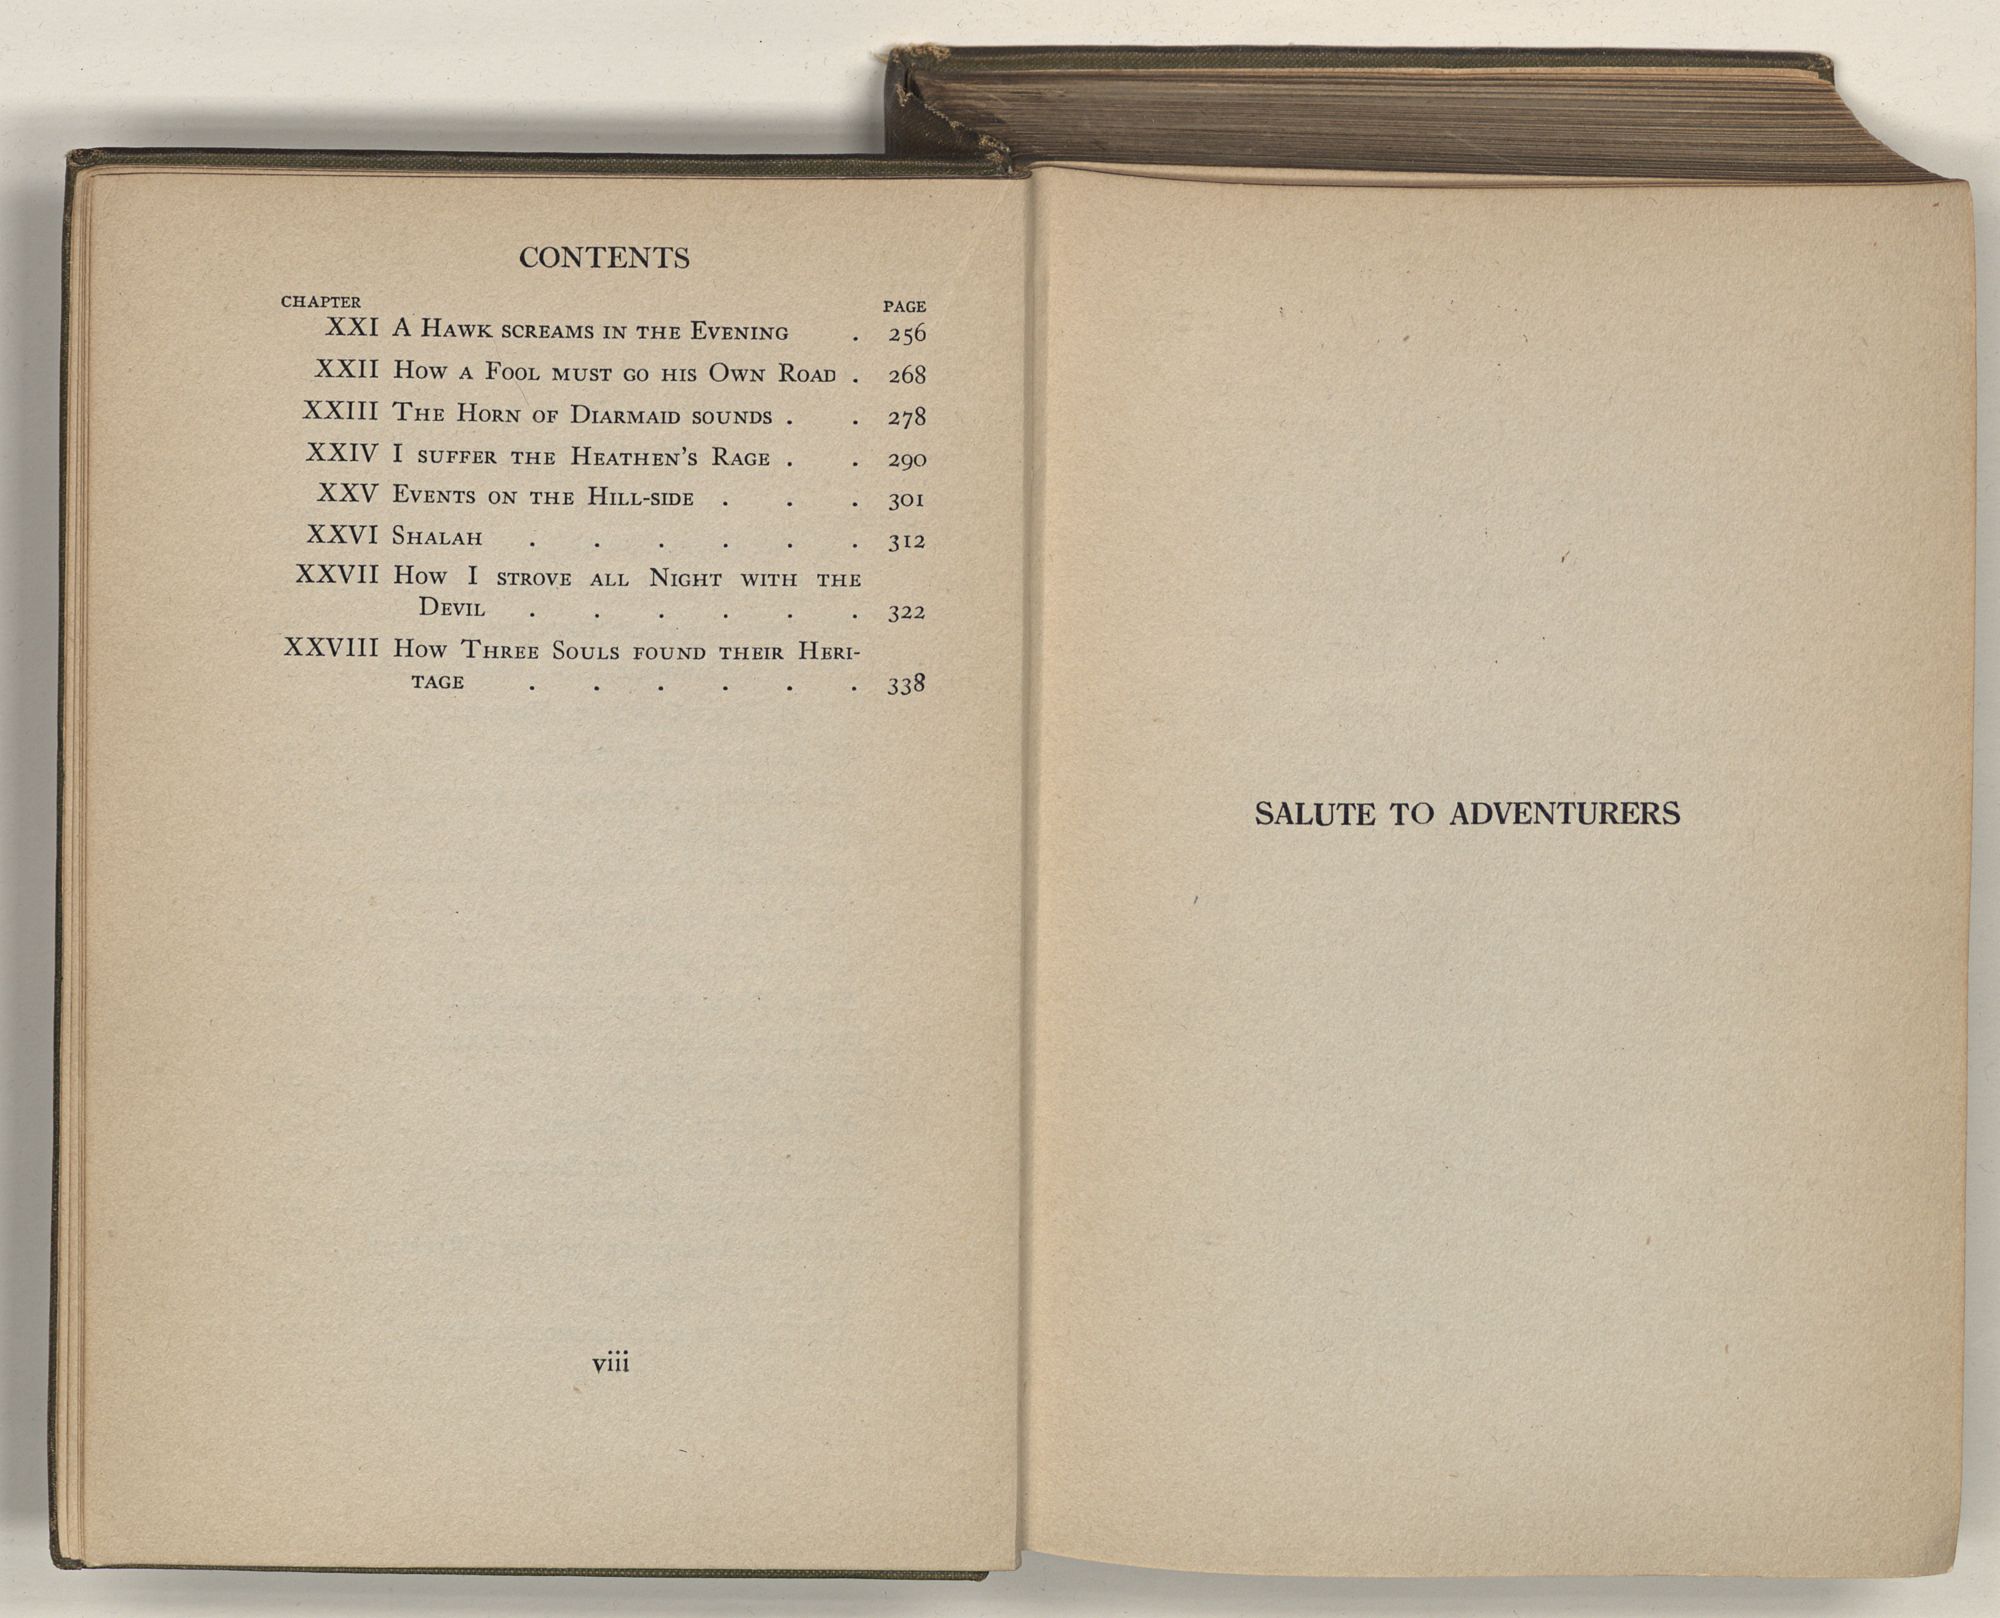 CONTENTS
CHAPTER PAGE
XXI A Hawk screams in the Evening . 256
XXII How a Fool must go his Own Road . 268
XXIII The Horn of Diarmaid sounds . . 278
XXIV I suffer the Heathen's Rage . . 290
XXV Events on the Hill-side . . . 301
XXVI Shalah . . . . . . 312
XXVII How I strove all Night with the
Devil . . . . . . 322
XXVIII How Three Souls found their Heri-
tage . . . . . . 338
viii
SALUTE TO ADVENTURERS